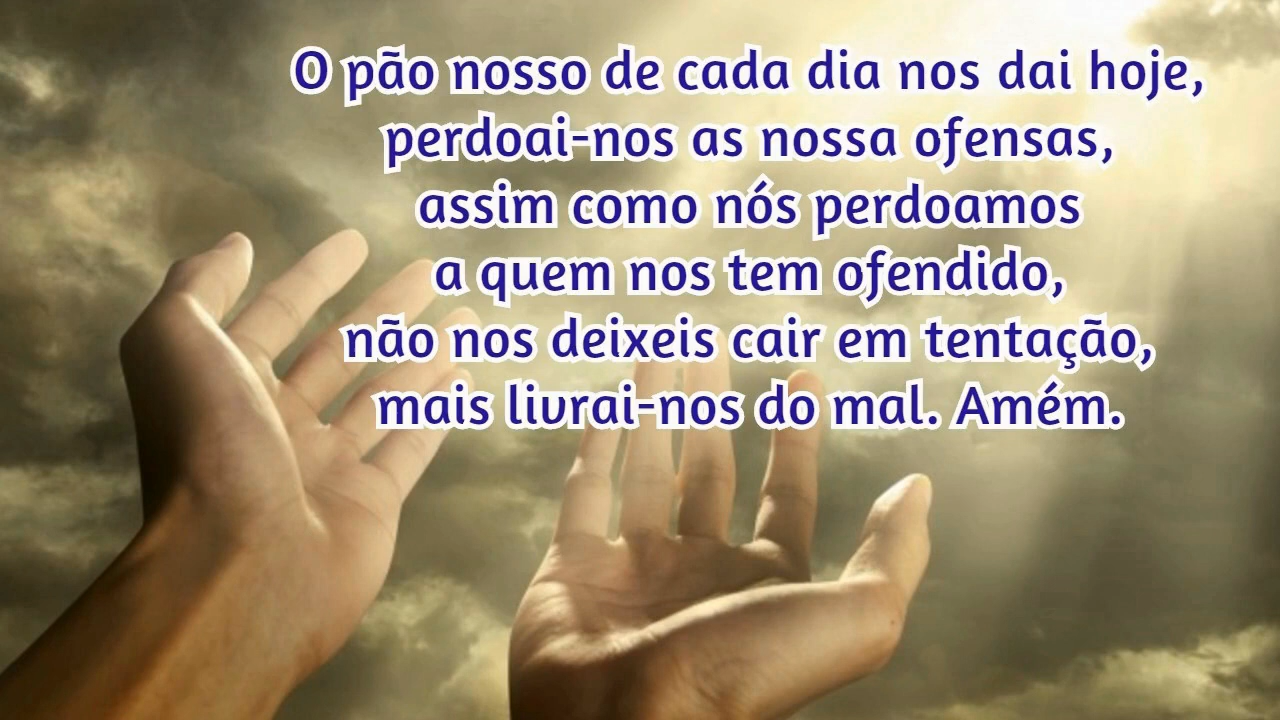 O pão nosso de cada dia nos dai hoje,
perdoai-nos as nossa ofensas,
assim como nós perdoamos
a quem nos tem ofendido,
não nos deixeis cair em tentação,
mais livrai-nos do mal. Amém.